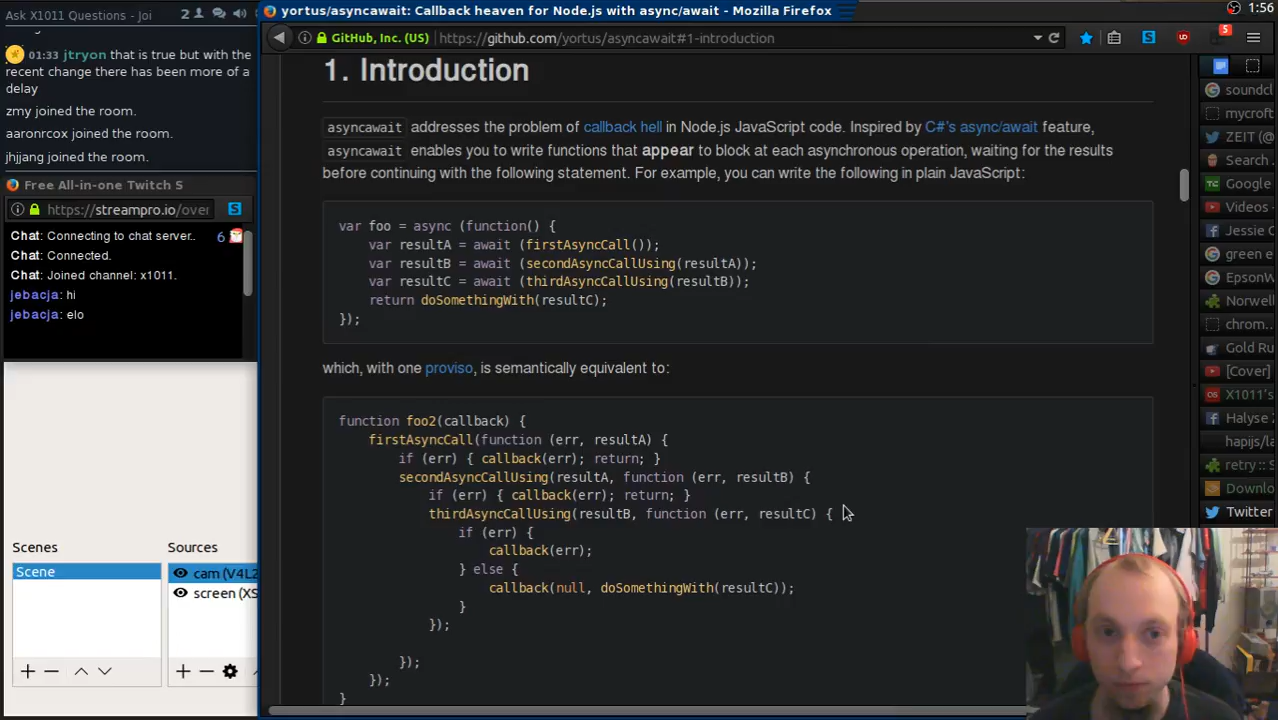 Ask X1011 Questions - Joi
2
01:33 jtryon that is true but with the
recent change there has been more of a
delay
zmy joined the room.
aaronrcox joined the room.
jhjjang joined the room.
Free All-in-one Twitch S
https://streampro.io/over
Chat: Connecting to chat server..
6
Chat: Connected.
Chat: Joined channel: x1011.
jebacja: hi
jebacja: elo
Scenes
Sources
Scene
cam (V4L2
screen (XS
yortus/asyncawait: Callback heaven for Node.js with async/await - Mozilla Firefox
1:56
GitHub, Inc. (US)
https://github.com/yortus/asyncawait#1-introduction
5
1. Introduction
asyncawait addresses the problem of callback hell in Node.js JavaScript code. Inspired by C#'s async/await feature,
asyncawait enables you to write functions that appear to block at each asynchronous operation, waiting for the results
before continuing with the following statement. For example, you can write the following in plain JavaScript:
var foo = async (function() {
var resultA = await (firstAsyncCall());
var resultB = await (secondAsyncCallUsing(resultA));
var resultC = await (thirdAsyncCallUsing(resultB));
return doSomethingWith(resultC);
});
which, with one proviso, is semantically equivalent to:
function foo2(callback) {
firstAsyncCall(function (err, resultA) {
if (err) { callback(err); return; }
secondAsyncCallUsing(resultA, function (err, resultB) {
if (err) { callback(err); return; }
thirdAsyncCallUsing(resultB, function (err, resultC) {
if (err) {
callback(err);
} else {
callback(null, doSomethingWith(resultC));
}
});
});
});
}
soundcl
mycroft
ZEIT (@
Search .
Google
Videos -
Jessie C
green e
EpsonW
Norwell
chrom...
Gold Ru
[Cover]
X1011's
Halyse Z
hapijs/la
retry :: S
Downlo
Twitter